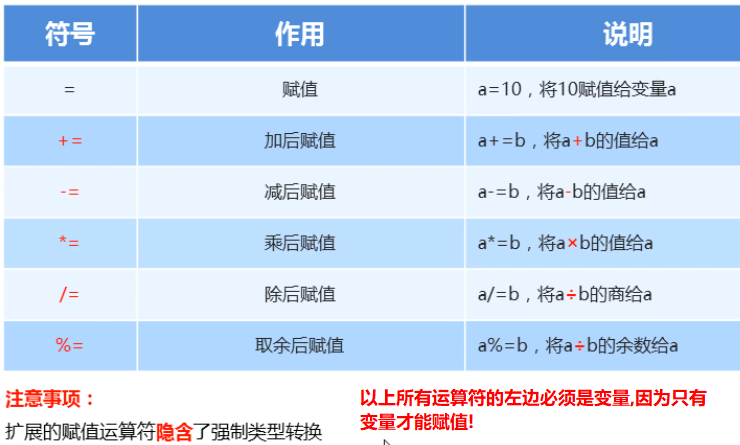 符号 作用 说明
= 赋值 a=10，将10赋值给变量a
+= 加后赋值 a+=b，将a+b的值给a
-= 减后赋值 a-=b，将a-b的值给a
*= 乘后赋值 a*=b，将a×b的值给a
/= 除后赋值 a/=b，将a÷b的商给a
%= 取余后赋值 a%=b，将a÷b的余数给a
注意事项：
扩展的赋值运算符隐含了强制类型转换
以上所有运算符的左边必须是变量,因为只有
变量才能赋值!